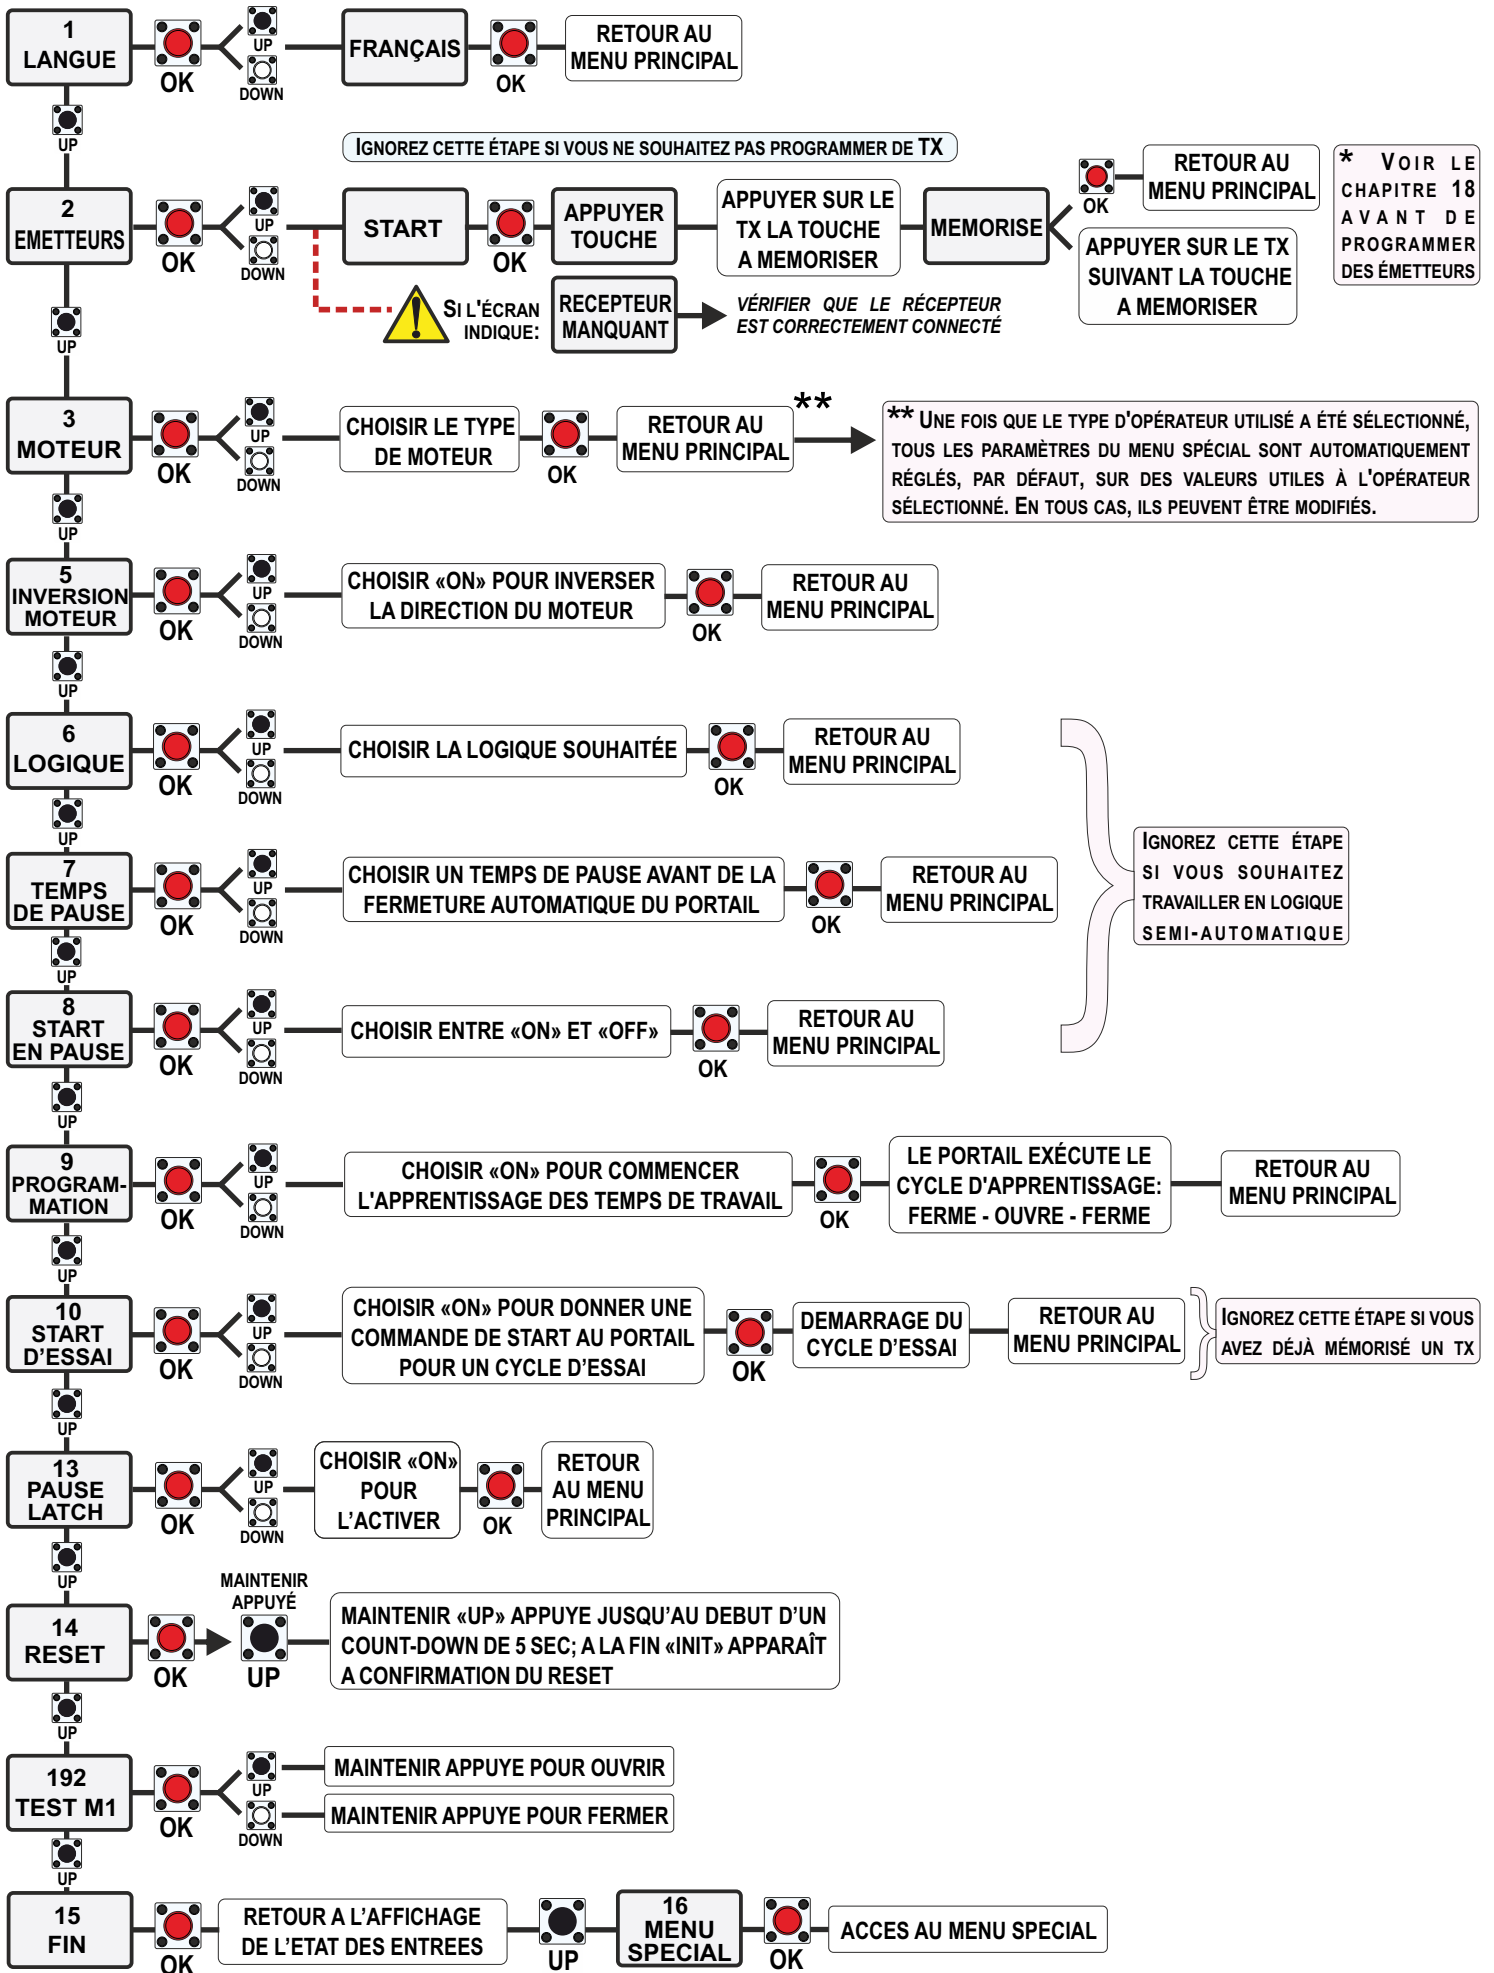 1
LANGUE
OK
UP
DOWN
FRANÇAIS
OK
RETOUR AU
MENU PRINCIPAL
UP
IGNOREZ CETTE ÉTAPE SI VOUS NE SOUHAITEZ PAS PROGRAMMER DE TX
2
EMETTEURS
OK
UP
DOWN
START
OK
APPUYER
TOUCHE
APPUYER SUR LE
TX LA TOUCHE
A MEMORISER
MEMORISE
OK
RETOUR AU
MENU PRINCIPAL
APPUYER SUR LE TX
SUIVANT LA TOUCHE
A MEMORISER
* VOIR LE
CHAPITRE 18
AVANT DE
PROGRAMMER
DES ÉMETTEURS
SI L'ÉCRAN
INDIQUE:
RECEPTEUR
MANQUANT
VÉRIFIER QUE LE RÉCEPTEUR
EST CORRECTEMENT CONNECTÉ
UP
3
MOTEUR
OK
UP
DOWN
CHOISIR LE TYPE
DE MOTEUR
OK
RETOUR AU
MENU PRINCIPAL
**
** UNE FOIS QUE LE TYPE D'OPÉRATEUR UTILISÉ A ÉTÉ SÉLECTIONNÉ,
TOUS LES PARAMÈTRES DU MENU SPÉCIAL SONT AUTOMATIQUEMENT
RÉGLÉS, PAR DÉFAUT, SUR DES VALEURS UTILES À L'OPÉRATEUR
SÉLECTIONNÉ. EN TOUS CAS, ILS PEUVENT ÊTRE MODIFIÉS.
UP
5
INVERSION
MOTEUR
OK
UP
DOWN
CHOISIR «ON» POUR INVERSER
LA DIRECTION DU MOTEUR
OK
RETOUR AU
MENU PRINCIPAL
UP
6
LOGIQUE
OK
UP
DOWN
CHOISIR LA LOGIQUE SOUHAITÉE
OK
RETOUR AU
MENU PRINCIPAL
UP
7
TEMPS
DE PAUSE
OK
UP
DOWN
CHOISIR UN TEMPS DE PAUSE AVANT DE LA
FERMETURE AUTOMATIQUE DU PORTAIL
OK
RETOUR AU
MENU PRINCIPAL
IGNOREZ CETTE ÉTAPE
SI VOUS SOUHAITEZ
TRAVAILLER EN LOGIQUE
SEMI-AUTOMATIQUE
UP
8
START
EN PAUSE
OK
UP
DOWN
CHOISIR ENTRE «ON» ET «OFF»
OK
RETOUR AU
MENU PRINCIPAL
UP
9
PROGRAM-
MATION
OK
UP
DOWN
CHOISIR «ON» POUR COMMENCER
L'APPRENTISSAGE DES TEMPS DE TRAVAIL
OK
LE PORTAIL EXÉCUTE LE
CYCLE D'APPRENTISSAGE:
FERME - OUVRE - FERME
RETOUR AU
MENU PRINCIPAL
UP
10
START
D’ESSAI
OK
UP
DOWN
CHOISIR «ON» POUR DONNER UNE
COMMANDE DE START AU PORTAIL
POUR UN CYCLE D’ESSAI
OK
DEMARRAGE DU
CYCLE D’ESSAI
RETOUR AU
MENU PRINCIPAL
IGNOREZ CETTE ÉTAPE SI VOUS
AVEZ DÉJÀ MÉMORISÉ UN TX
UP
13
PAUSE
LATCH
OK
UP
DOWN
CHOISIR «ON»
POUR
L’ACTIVER
OK
RETOUR
AU MENU
PRINCIPAL
UP
14
RESET
OK
MAINTENIR
APPUYÉ
UP
MAINTENIR «UP» APPUYE JUSQU’AU DEBUT D’UN
COUNT-DOWN DE 5 SEC; A LA FIN «INIT» APPARAÎT
A CONFIRMATION DU RESET
UP
192
TEST M1
OK
UP
DOWN
MAINTENIR APPUYE POUR OUVRIR
MAINTENIR APPUYE POUR FERMER
UP
15
FIN
OK
RETOUR A L’AFFICHAGE
DE L’ETAT DES ENTREES
UP
16
MENU
SPECIAL
OK
ACCES AU MENU SPECIAL